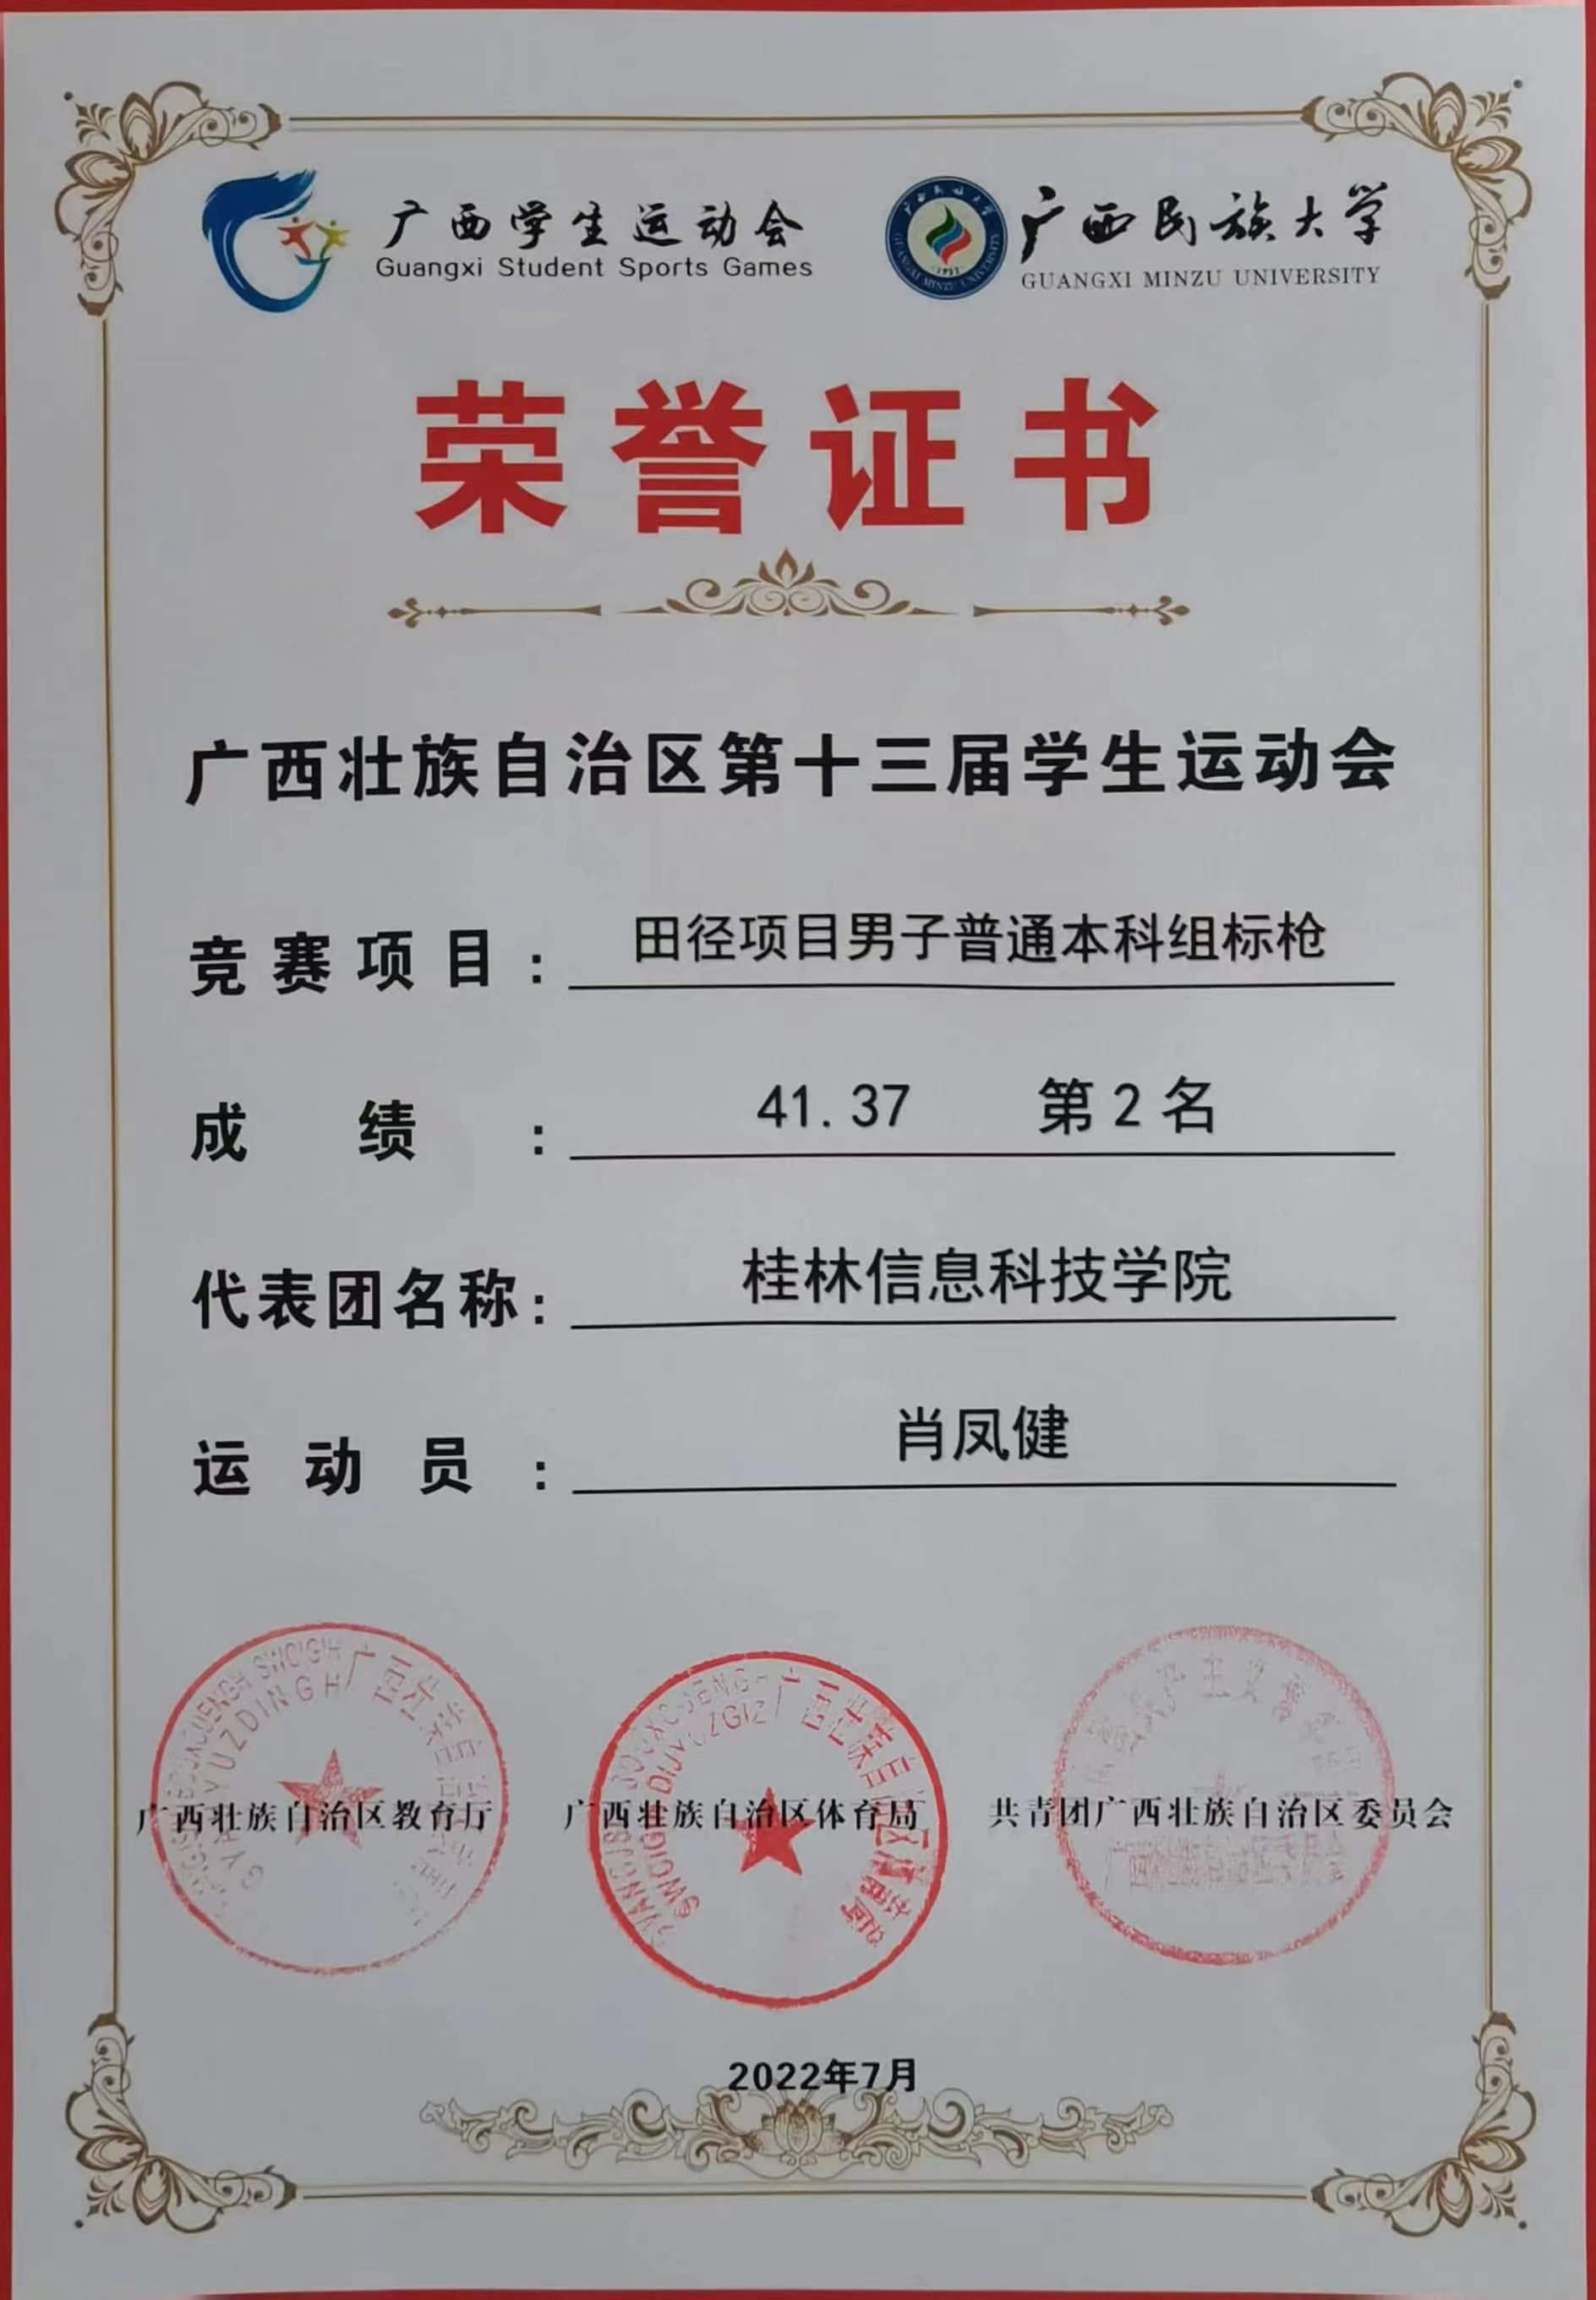 广西学生运动会
Guangxi Student Sports Games
广西民族大学
GUANGXI MINZU UNIVERSITY
荣誉证书
广西壮族自治区第十三届学生运动会
竞赛项目：田径项目男子普通本科组标枪
成绩：41.37 第2名
代表团名称：桂林信息科技学院
运动员：肖凤健
广西壮族自治区教育厅
广西壮族自治区体育局
共青团广西壮族自治区委员会
2022年7月